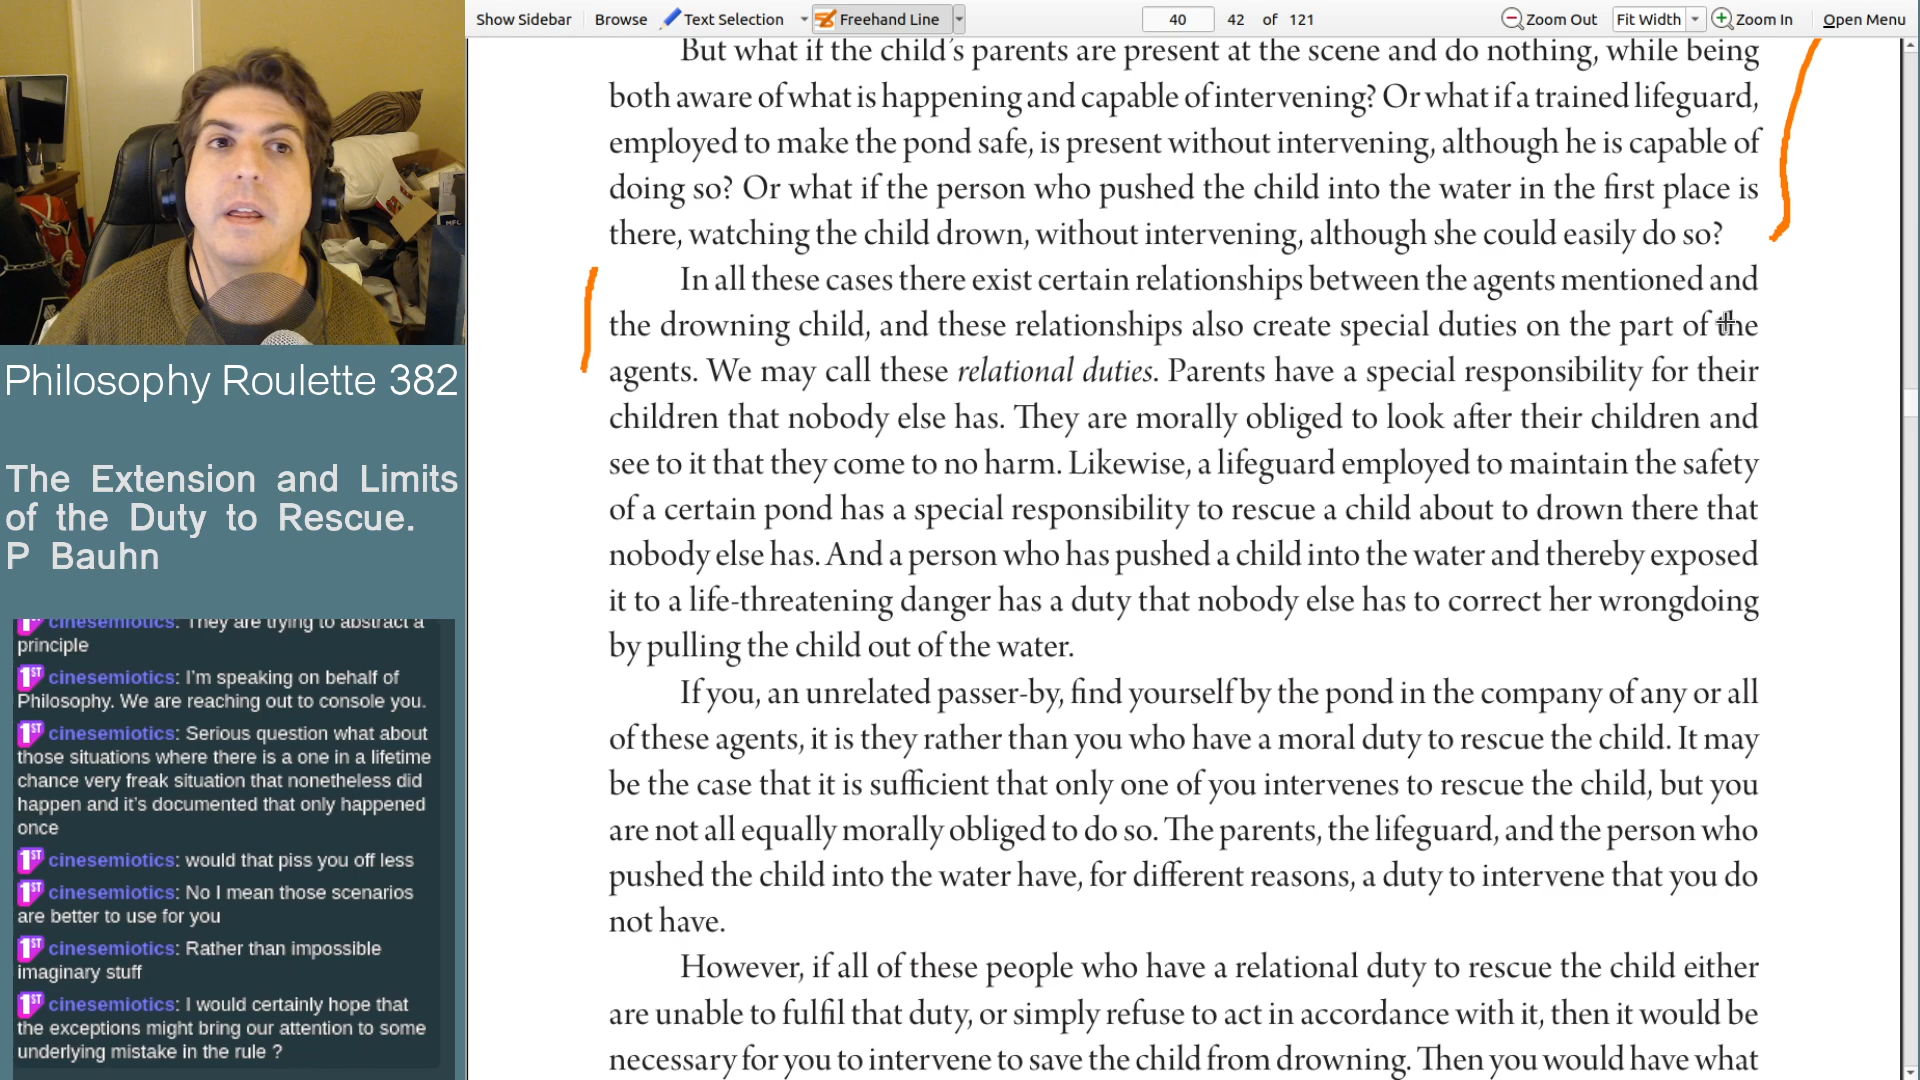 Show Sidebar Browse Text Selection Freehand Line 40 42 of 121 Zoom Out Fit Width Zoom In Open Menu
But what if the child's parents are present at the scene and do nothing, while being
both aware of what is happening and capable of intervening? Or what if a trained lifeguard,
employed to make the pond safe, is present without intervening, although he is capable of
doing so? Or what if the person who pushed the child into the water in the first place is
there, watching the child drown, without intervening, although she could easily do so?
In all these cases there exist certain relationships between the agents mentioned and
the drowning child, and these relationships also create special duties on the part of the
agents. We may call these relational duties. Parents have a special responsibility for their
children that nobody else has. They are morally obliged to look after their children and
see to it that they come to no harm. Likewise, a lifeguard employed to maintain the safety
of a certain pond has a special responsibility to rescue a child about to drown there that
nobody else has. And a person who has pushed a child into the water and thereby exposed
it to a life-threatening danger has a duty that nobody else has to correct her wrongdoing
by pulling the child out of the water.
If you, an unrelated passer-by, find yourself by the pond in the company of any or all
of these agents, it is they rather than you who have a moral duty to rescue the child. It may
be the case that it is sufficient that only one of you intervenes to rescue the child, but you
are not all equally morally obliged to do so. The parents, the lifeguard, and the person who
pushed the child into the water have, for different reasons, a duty to intervene that you do
not have.
However, if all of these people who have a relational duty to rescue the child either
are unable to fulfil that duty, or simply refuse to act in accordance with it, then it would be
necessary for you to intervene to save the child from drowning. Then you would have what
Philosophy Roulette 382
The Extension and Limits
of the Duty to Rescue.
P Bauhn
1ST cinesemiotics: They are trying to abstract a
principle
1ST cinesemiotics: I'm speaking on behalf of
Philosophy. We are reaching out to console you.
1ST cinesemiotics: Serious question what about
those situations where there is a one in a lifetime
chance very freak situation that nonetheless did
happen and it's documented that only happened
once
1ST cinesemiotics: would that piss you off less
1ST cinesemiotics: No I mean those scenarios
are better to use for you
1ST cinesemiotics: Rather than impossible
imaginary stuff
1ST cinesemiotics: I would certainly hope that
the exceptions might bring our attention to some
underlying mistake in the rule ?